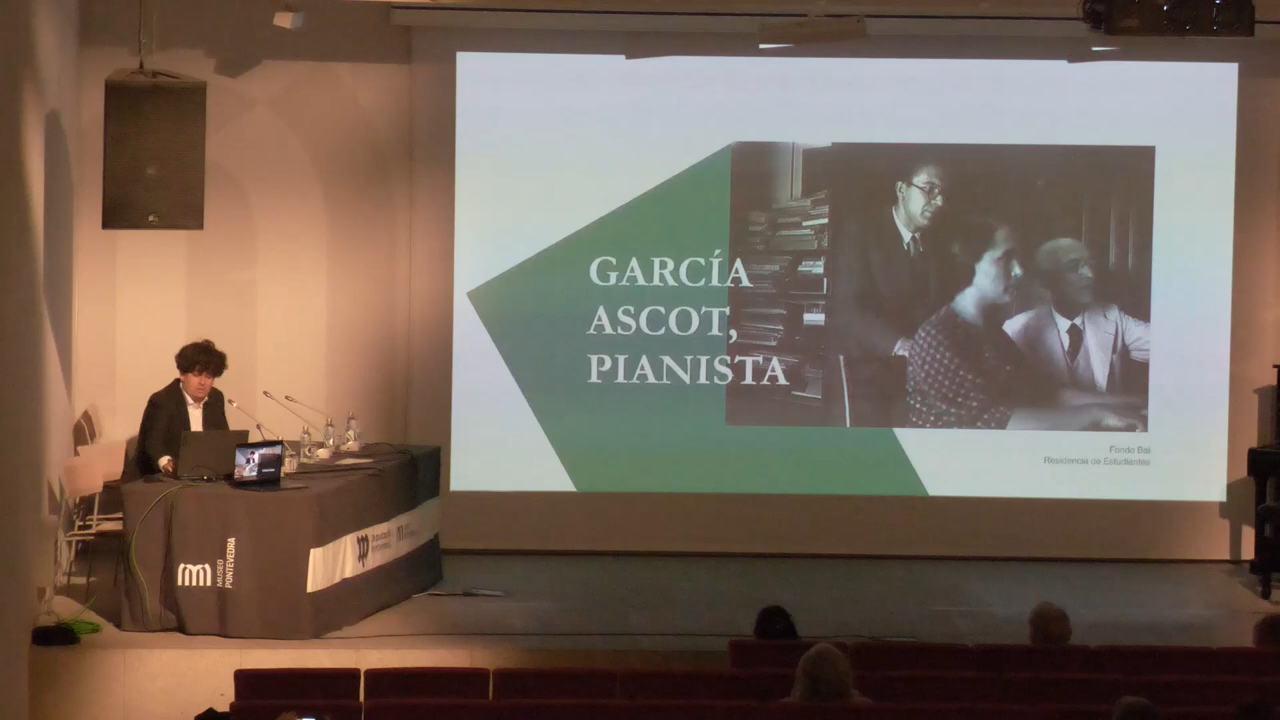 GARCÍA
ASCOT,
PIANISTA
Fondo Bal
Residencia de Estudiantes
MUSEO
PONTEVEDRA